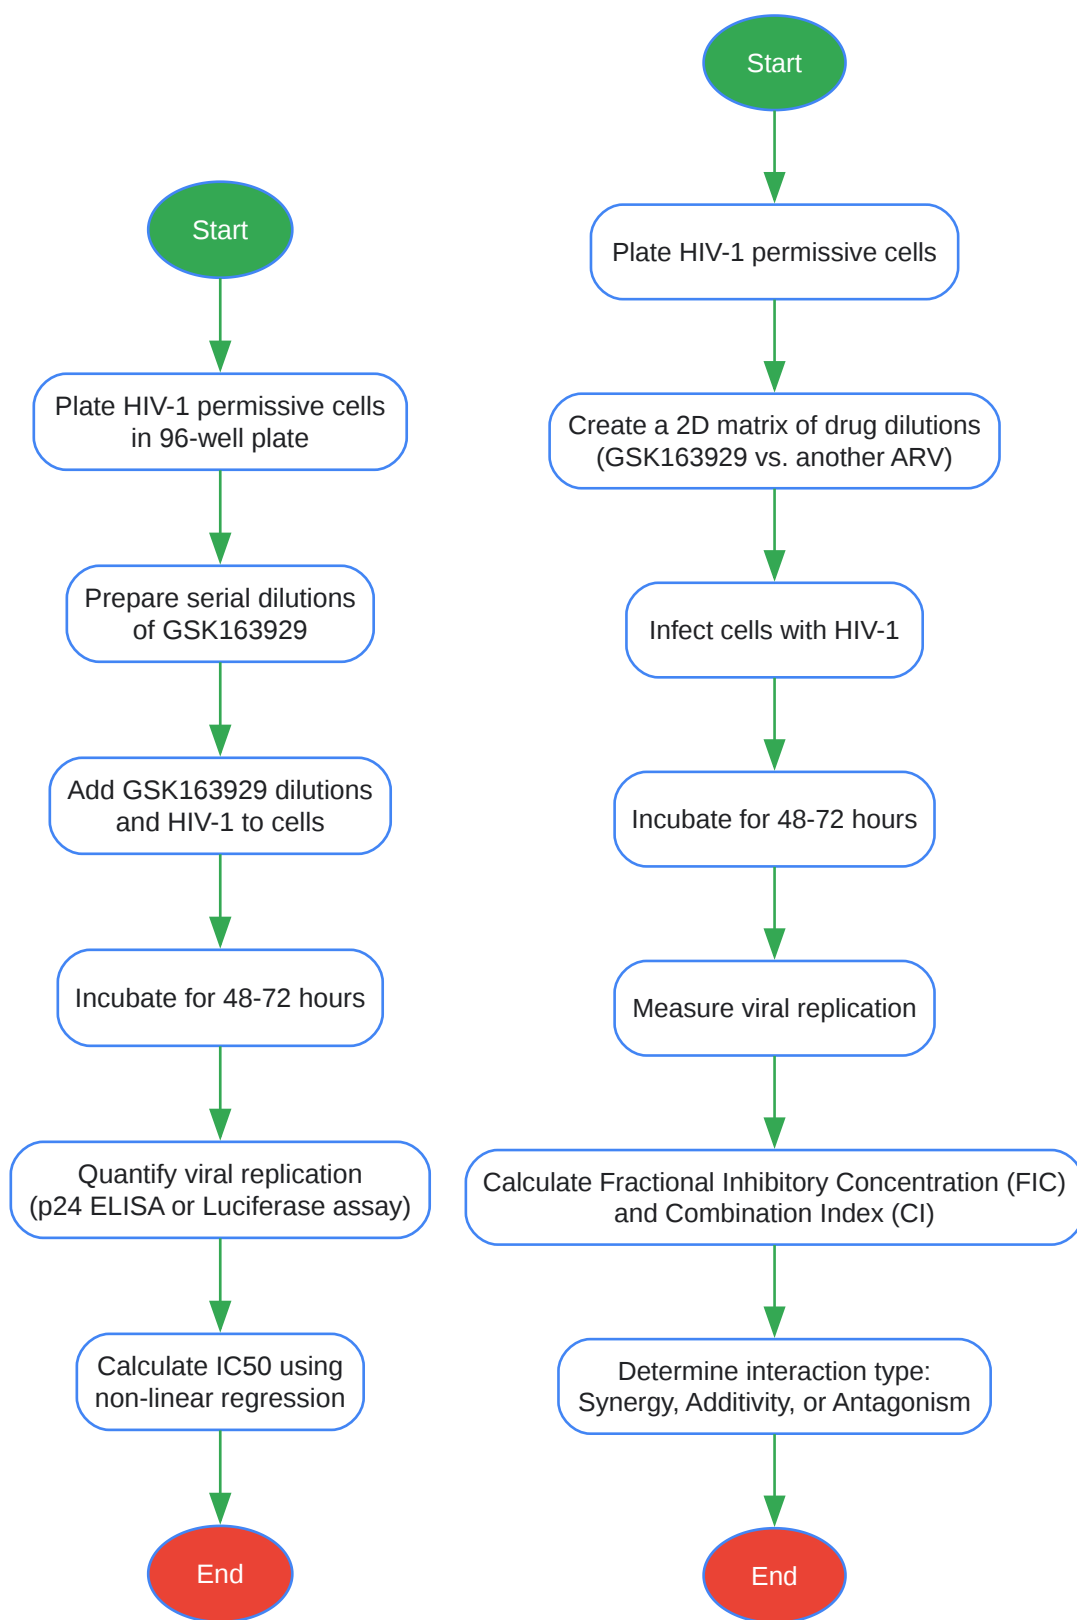 Start
Plate HIV-1 permissive cells
in 96-well plate
Prepare serial dilutions
of GSK163929
Add GSK163929 dilutions
and HIV-1 to cells
Incubate for 48-72 hours
Quantify viral replication
(p24 ELISA or Luciferase assay)
Calculate IC50 using
non-linear regression
End
Start
Plate HIV-1 permissive cells
Create a 2D matrix of drug dilutions
(GSK163929 vs. another ARV)
Infect cells with HIV-1
Incubate for 48-72 hours
Measure viral replication
Calculate Fractional Inhibitory Concentration (FIC)
and Combination Index (CI)
Determine interaction type:
Synergy, Additivity, or Antagonism
End